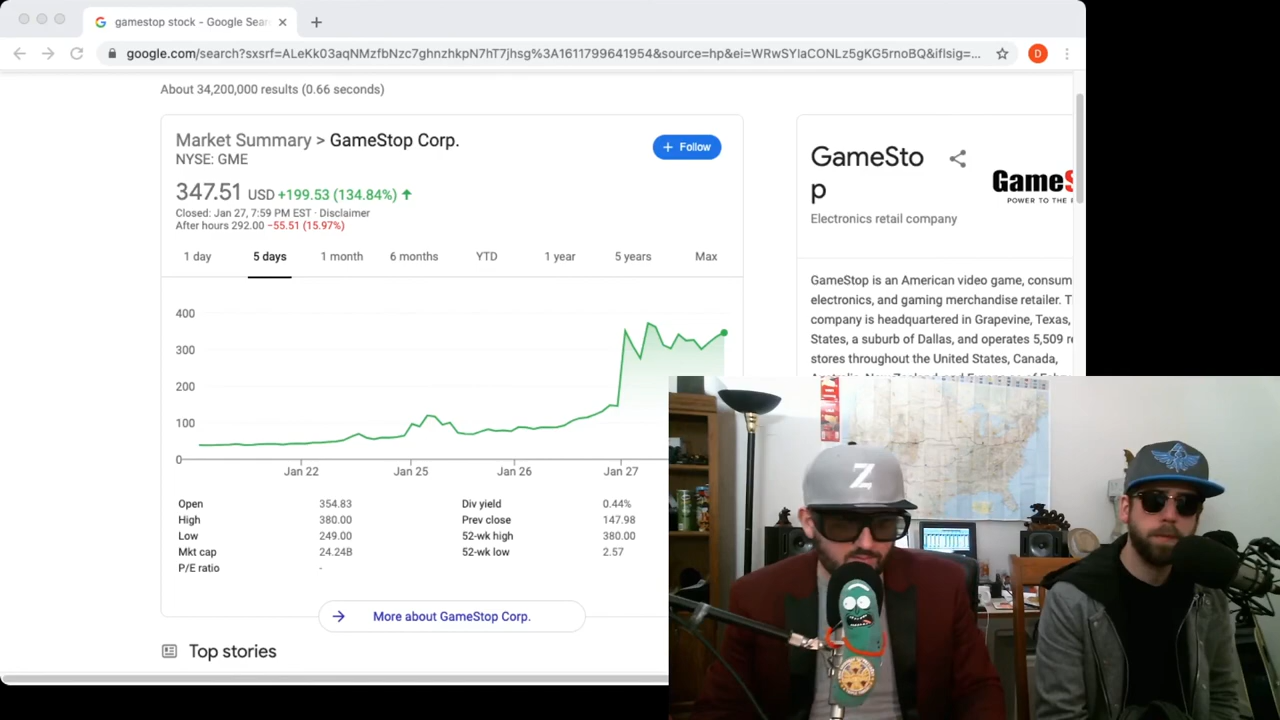 gamestop stock - Google Sear
google.com/search?sxsrf=ALeKk03aqNMzfbNzc7ghnzhkpN7hT7jhsg%3A1611799641954&source=hp&ei=WRwSYIaCONLz5gKG5rnoBQ&iflsig=...
D
About 34,200,000 results (0.66 seconds)
Market Summary > GameStop Corp.
NYSE: GME
Follow
347.51 USD +199.53 (134.84%)
Closed: Jan 27, 7:59 PM EST · Disclaimer
After hours 292.00 −55.51 (15.97%)
1 day 5 days 1 month 6 months YTD 1 year 5 years Max
400
300
200
100
0
Jan 22 Jan 25 Jan 26 Jan 27
Open 354.83 Div yield 0.44%
High 380.00 Prev close 147.98
Low 249.00 52-wk high 380.00
Mkt cap 24.24B 52-wk low 2.57
P/E ratio -
More about GameStop Corp.
Top stories
GameSto
p
Electronics retail company
GameS
POWER TO THE
GameStop is an American video game, consum
electronics, and gaming merchandise retailer. T
company is headquartered in Grapevine, Texas,
States, a suburb of Dallas, and operates 5,509 re
stores throughout the United States, Canada,
Z